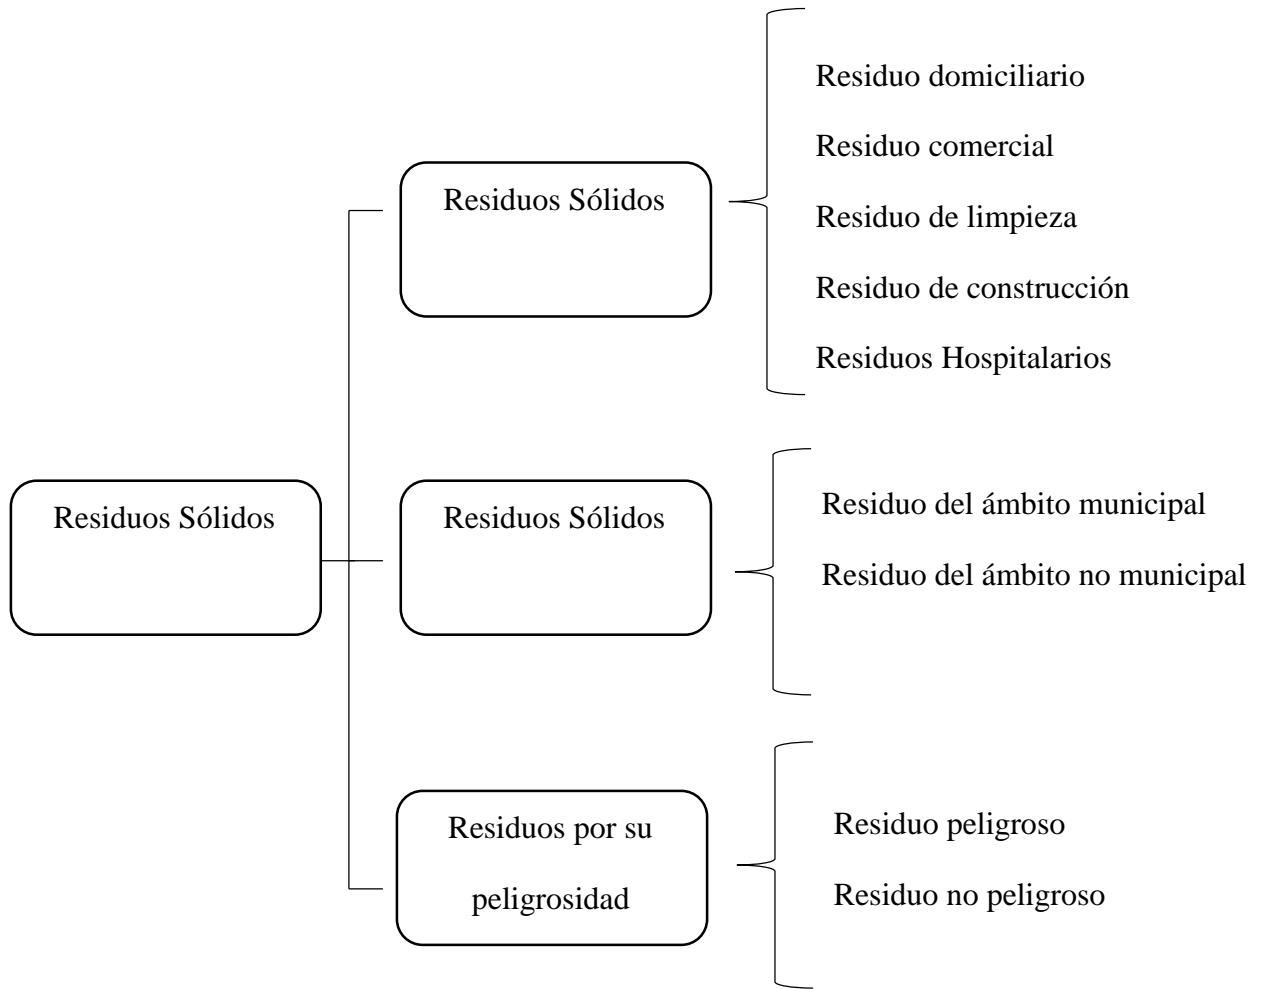 Residuos Sólidos
Residuos Sólidos
Residuo domiciliario
Residuo comercial
Residuo de limpieza
Residuo de construcción
Residuos Hospitalarios
Residuos Sólidos
Residuo del ámbito municipal
Residuo del ámbito no municipal
Residuos por su
peligrosidad
Residuo peligroso
Residuo no peligroso